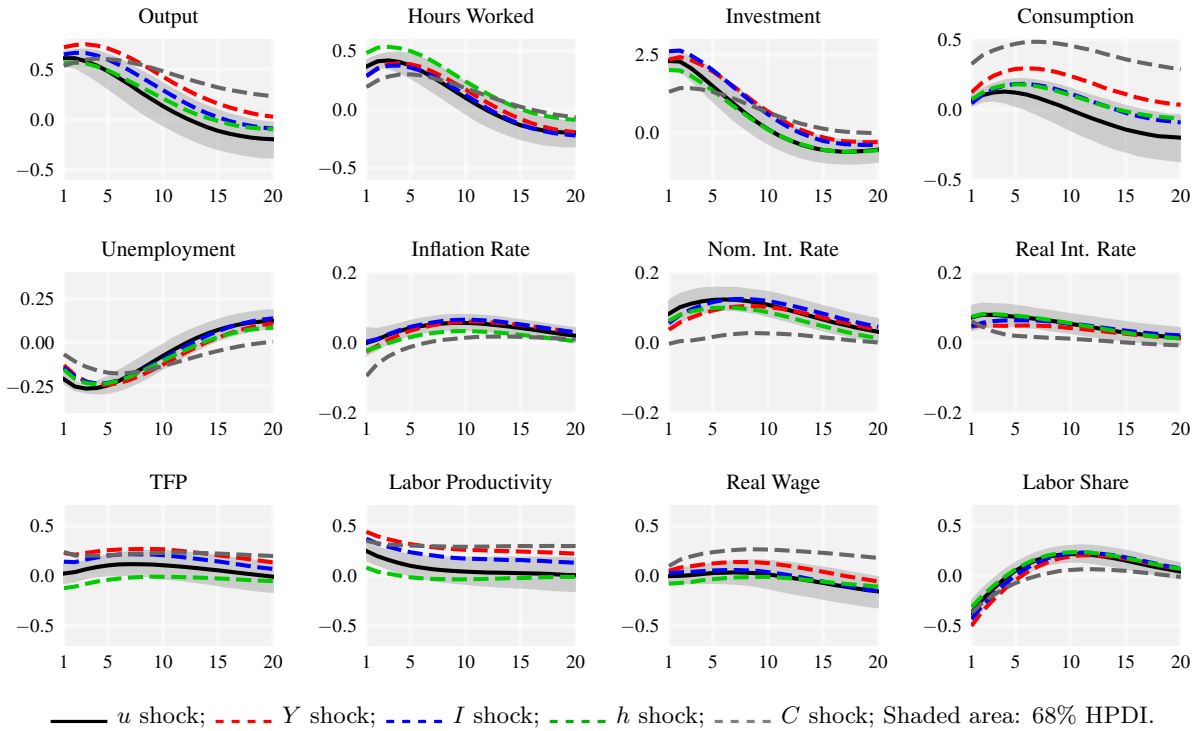 Output Hours Worked Investment Consumption
0.5 0.5 2.5 0.5
0.0 0.0 0.0 0.0
−0.5 −0.5 −0.5
1 5 10 15 20 1 5 10 15 20 1 5 10 15 20 1 5 10 15 20
Unemployment Inflation Rate Nom. Int. Rate Real Int. Rate
0.25 0.2 0.2 0.2
0.00 0.0 0.0 0.0
−0.25 −0.2 −0.2 −0.2
1 5 10 15 20 1 5 10 15 20 1 5 10 15 20 1 5 10 15 20
TFP Labor Productivity Real Wage Labor Share
0.5 0.5 0.5 0.5
0.0 0.0 0.0 0.0
−0.5 −0.5 −0.5 −0.5
1 5 10 15 20 1 5 10 15 20 1 5 10 15 20 1 5 10 15 20
u shock; Y shock; I shock; h shock; C shock; Shaded area: 68% HPDI.